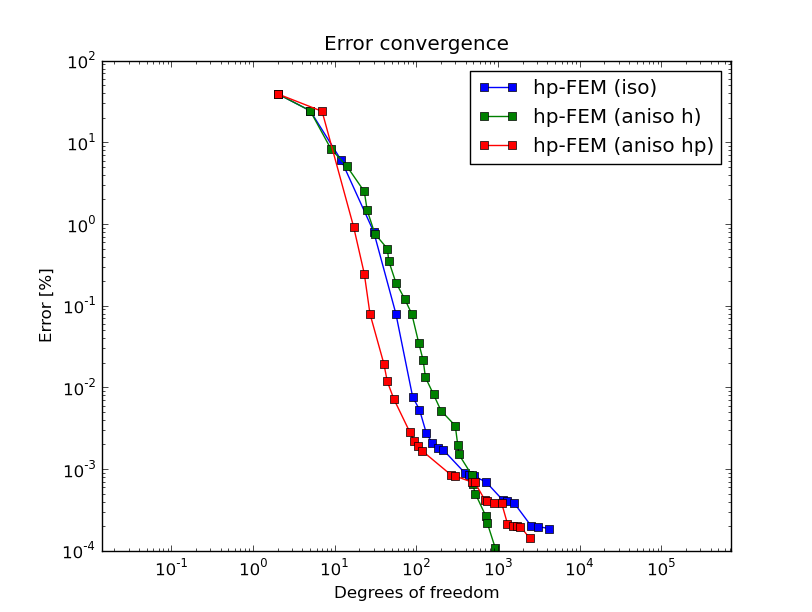 Error convergence
hp-FEM (iso)
hp-FEM (aniso h)
hp-FEM (aniso hp)
Error [%]
10^2
10^1
10^0
10^-1
10^-2
10^-3
10^-4
10^-1 10^0 10^1 10^2 10^3 10^4 10^5
Degrees of freedom